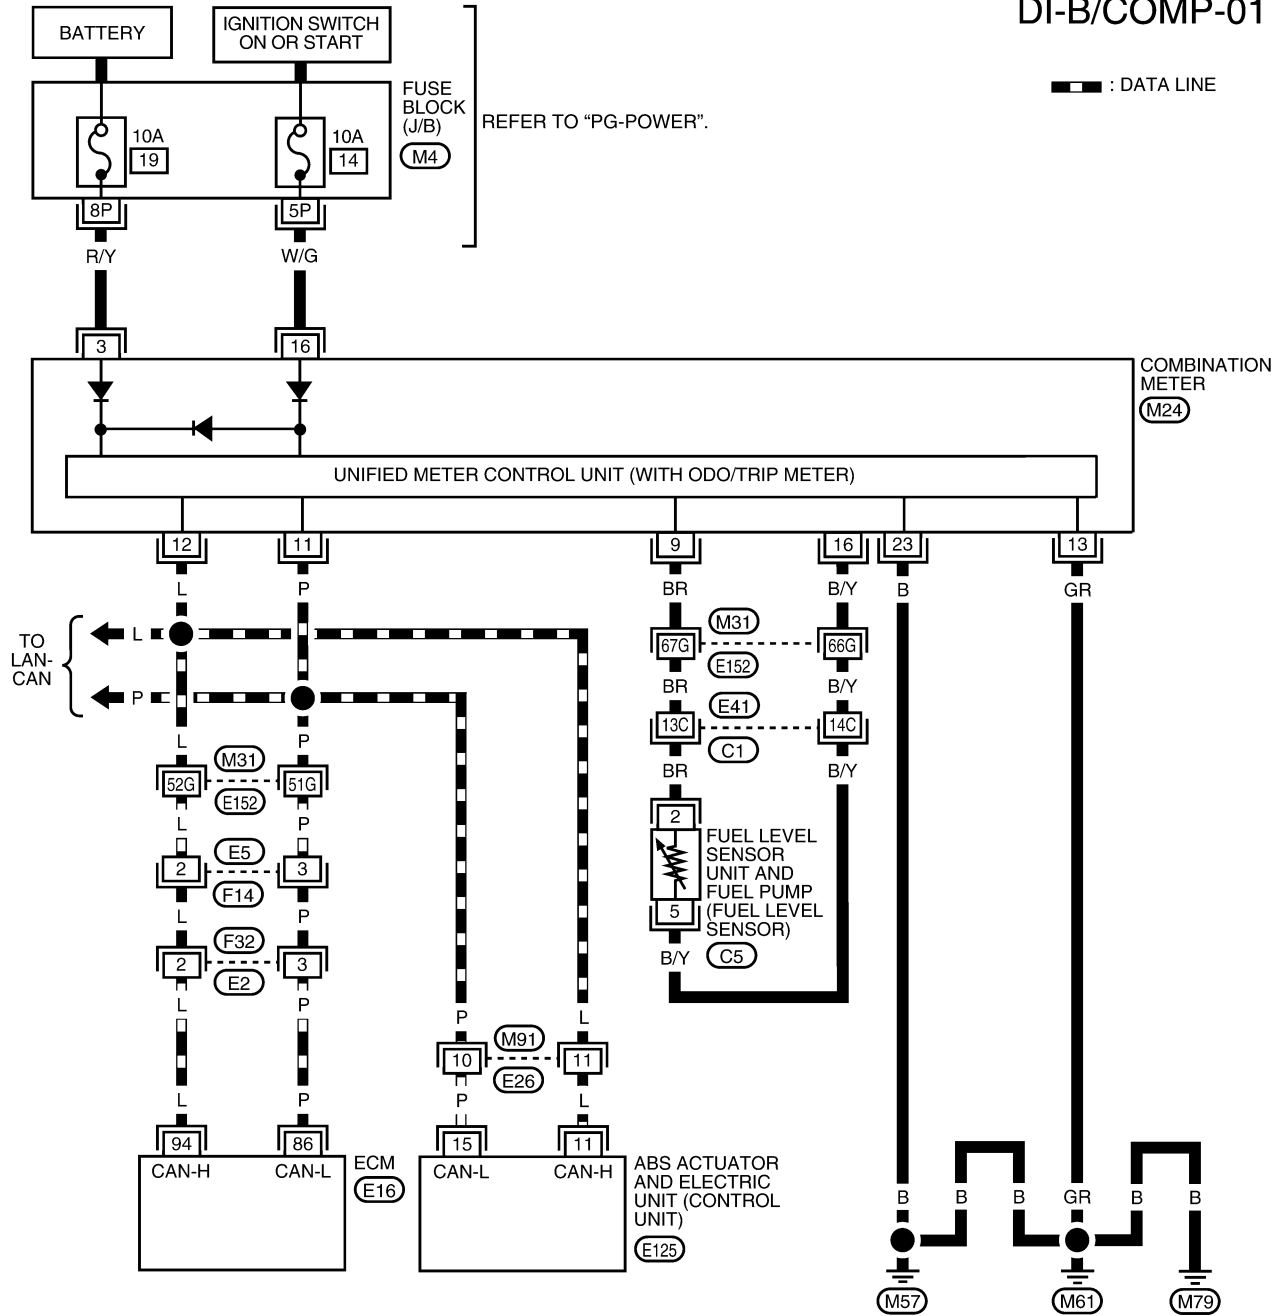 DI-B/COMP-01
BATTERY
IGNITION SWITCH
ON OR START
: DATA LINE
FUSE
BLOCK
(J/B)
M4
REFER TO “PG-POWER”.
10A
19
10A
14
8P
5P
R/Y
W/G
3
16
COMBINATION
METER
M24
UNIFIED METER CONTROL UNIT (WITH ODO/TRIP METER)
12
11
9
16
23
13
L
P
BR
B/Y
B
GR
TO
LAN-
CAN
L
P
M31
67G
66G
E152
BR
B/Y
E41
13C
14C
C1
BR
B/Y
L
P
M31
52G
51G
E152
L
P
E5
2
3
F14
L
P
F32
2
3
E2
L
P
2
FUEL LEVEL
SENSOR
UNIT AND
FUEL PUMP
(FUEL LEVEL
SENSOR)
5
C5
B/Y
P
L
M91
10
11
E26
L
P
P
L
94
86
15
11
CAN-H
CAN-L
ECM
E16
CAN-L
CAN-H
ABS ACTUATOR
AND ELECTRIC
UNIT (CONTROL
UNIT)
E125
B
B
B
GR
B
B
M57
M61
M79